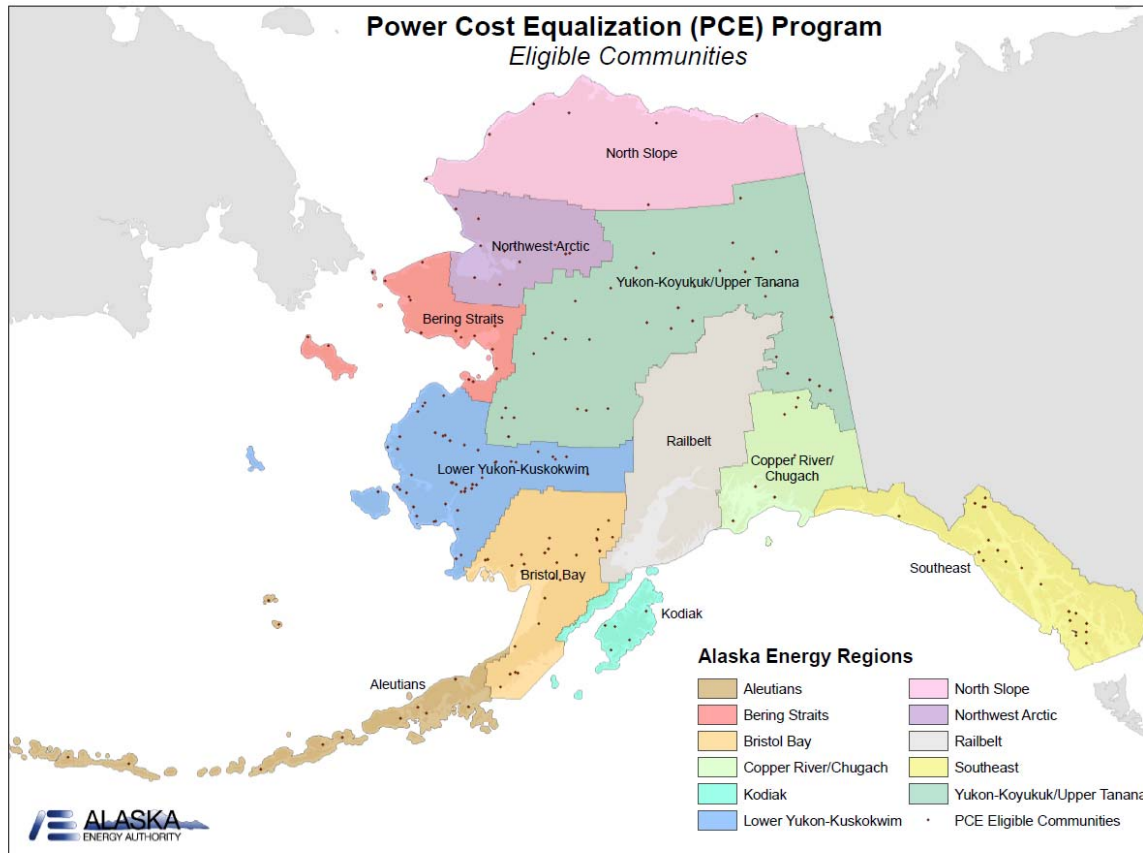 Power Cost Equalization (PCE) Program
Eligible Communities
North Slope
Northwest Arctic
Yukon-Koyukuk/Upper Tanana
Bering Straits
Railbelt
Copper River/
Chugach
Lower Yukon-Kuskokwim
Southeast
Bristol Bay
Kodiak
Aleutians
Alaska Energy Regions
Aleutians
Bering Straits
Bristol Bay
Copper River/Chugach
Kodiak
Lower Yukon-Kuskokwim
North Slope
Northwest Arctic
Railbelt
Southeast
Yukon-Koyukuk/Upper Tanana
PCE Eligible Communities
ALASKA
ENERGY AUTHORITY